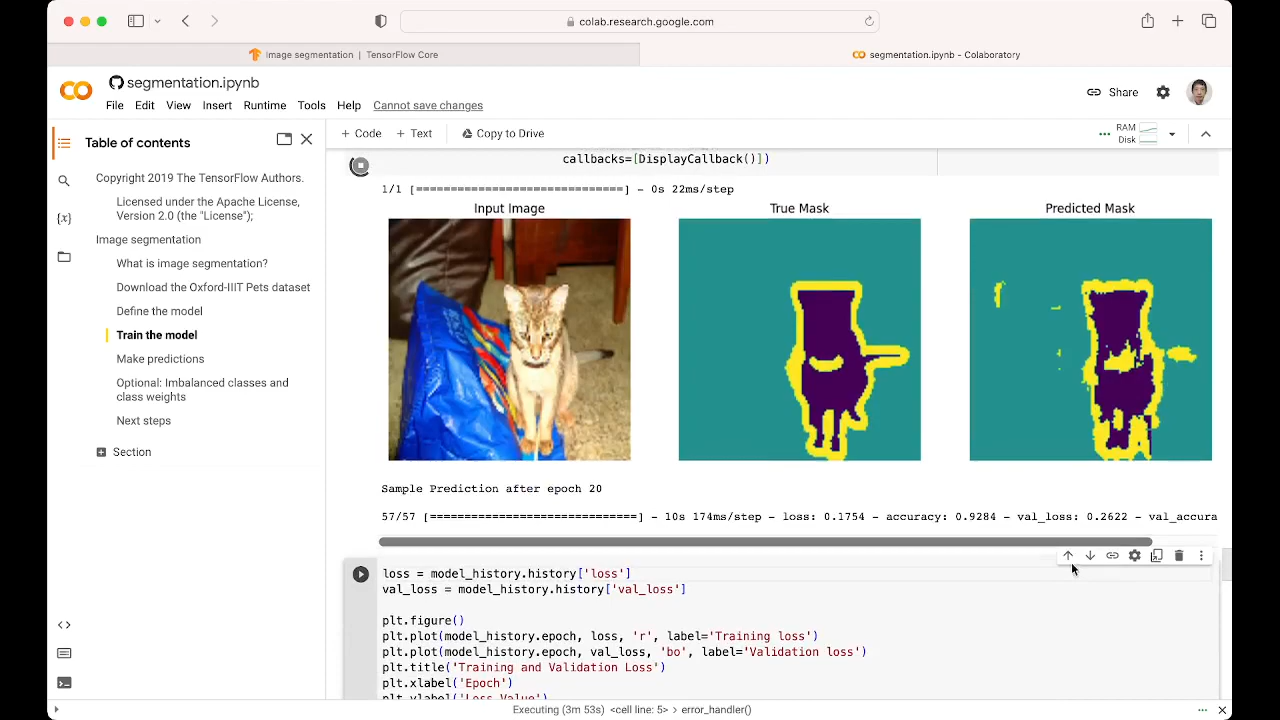 colab.research.google.com
Image segmentation | TensorFlow Core
segmentation.ipynb - Colaboratory
segmentation.ipynb
File Edit View Insert Runtime Tools Help Cannot save changes
Share
Table of contents
+ Code + Text Copy to Drive
RAM
Disk
Copyright 2019 The TensorFlow Authors.
Licensed under the Apache License,
Version 2.0 (the "License");
Image segmentation
What is image segmentation?
Download the Oxford-IIIT Pets dataset
Define the model
Train the model
Make predictions
Optional: Imbalanced classes and
class weights
Next steps
Section
callbacks=[DisplayCallback()])
1/1 [==============================] - 0s 22ms/step
Input Image
True Mask
Predicted Mask
Sample Prediction after epoch 20
57/57 [==============================] - 10s 174ms/step - loss: 0.1754 - accuracy: 0.9284 - val_loss: 0.2622 - val_accura
loss = model_history.history['loss']
val_loss = model_history.history['val_loss']
plt.figure()
plt.plot(model_history.epoch, loss, 'r', label='Training loss')
plt.plot(model_history.epoch, val_loss, 'bo', label='Validation loss')
plt.title('Training and Validation Loss')
plt.xlabel('Epoch')
plt.ylabel('Loss Value')
Executing (3m 53s) <cell line: 5> > error_handler()